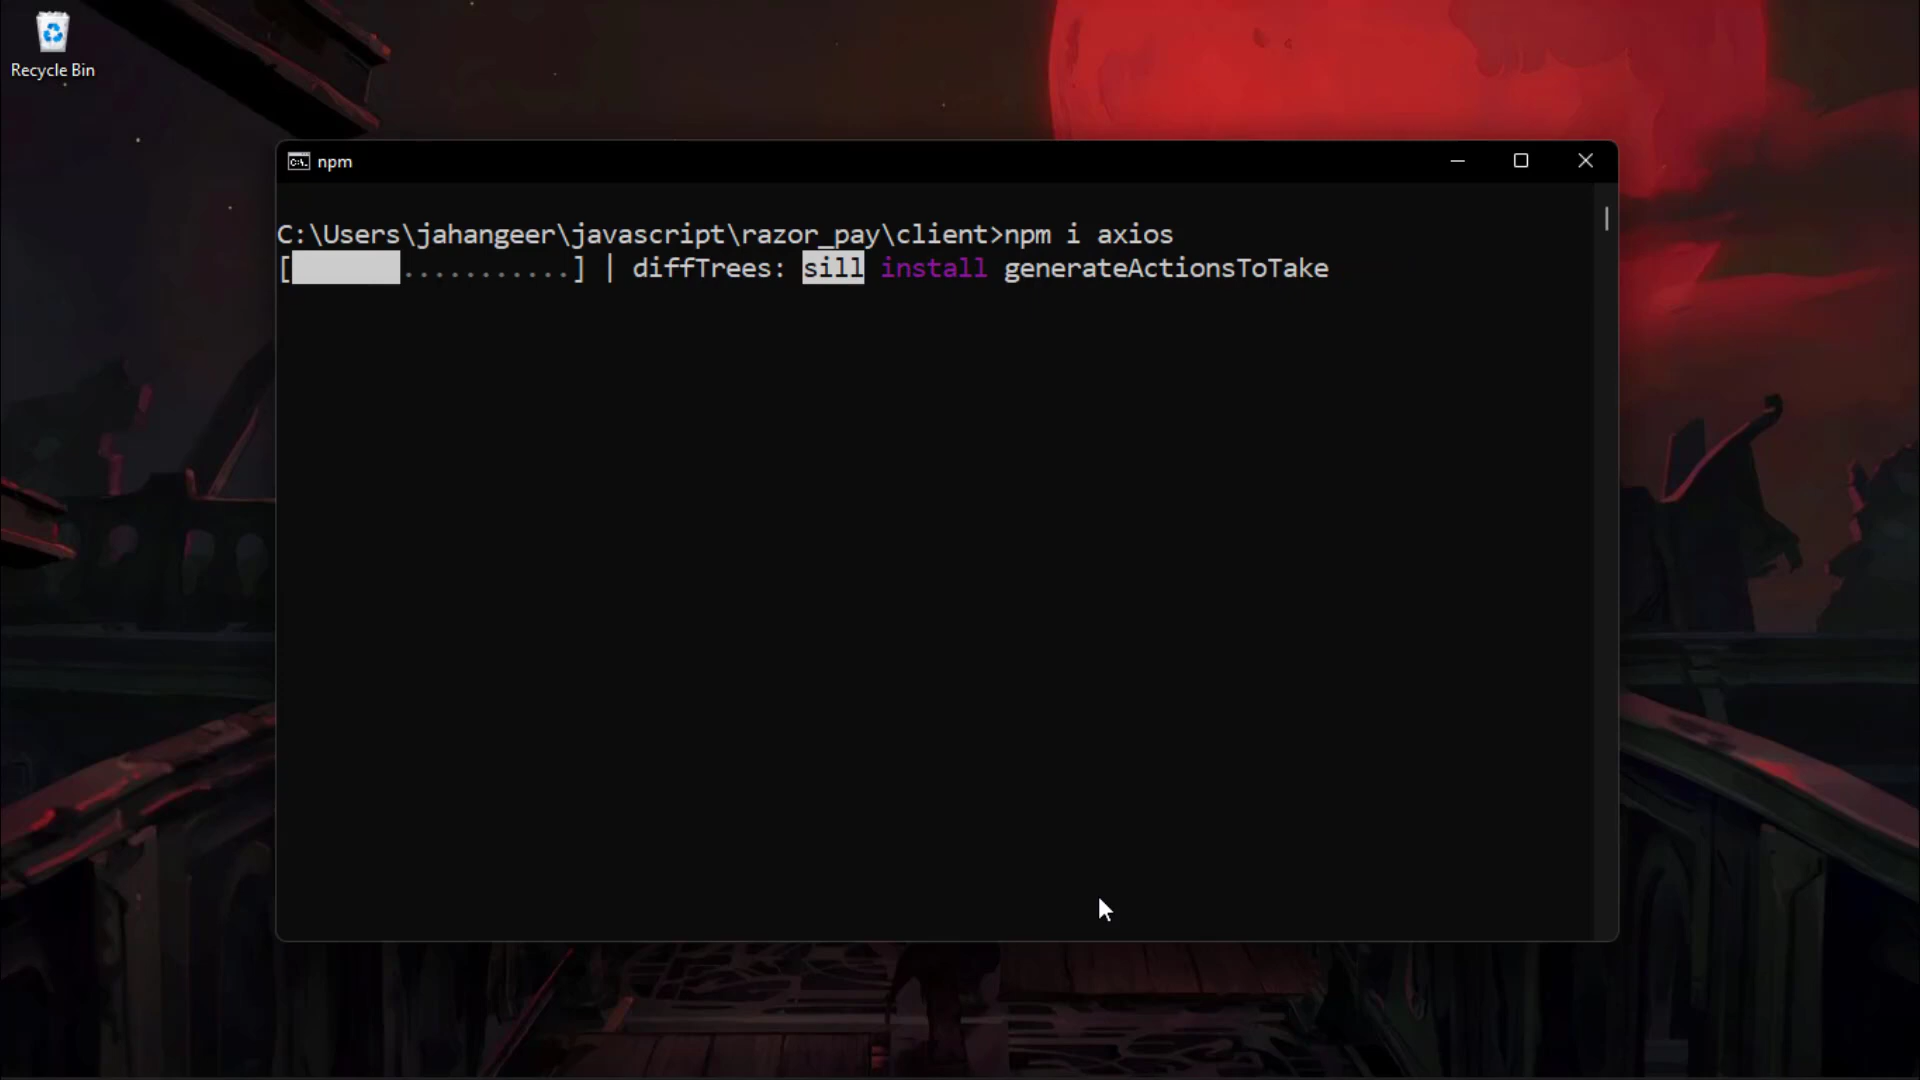 Recycle Bin
npm
C:\Users\jahangeer\javascript\razor_pay\client>npm i axios
[       ...........] | diffTrees: sill install generateActionsToTake